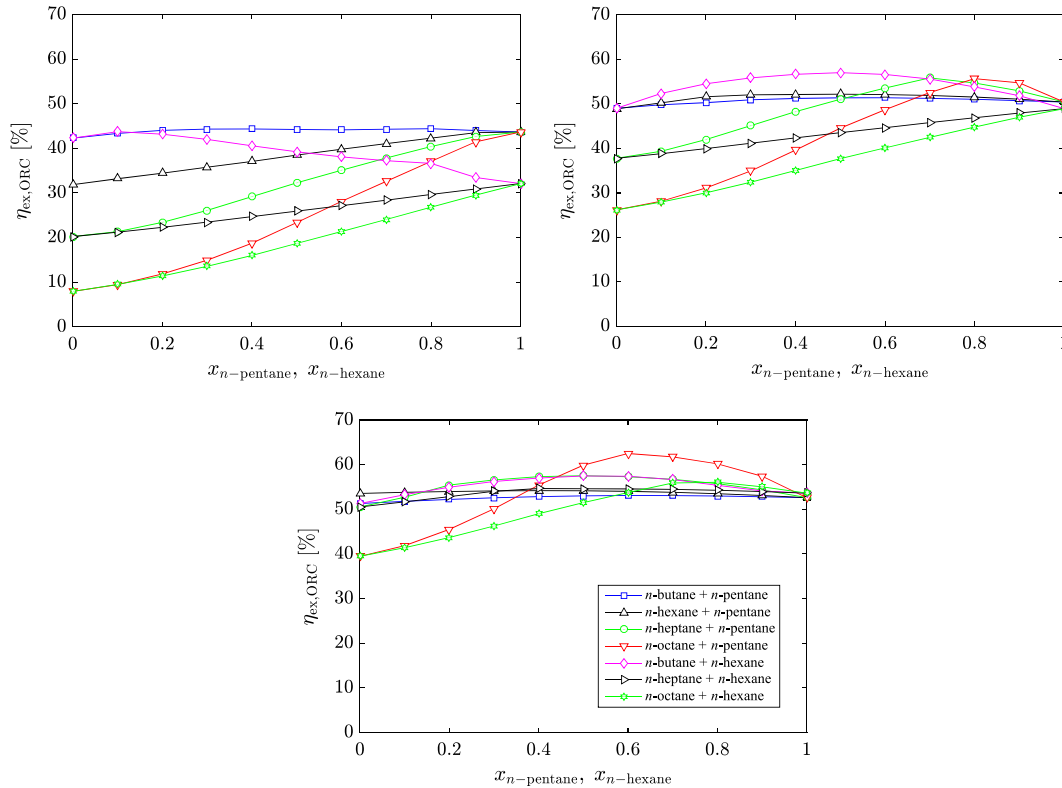 70
60
50
40
30
20
10
0
η_ex,ORC [%]
0 0.2 0.4 0.6 0.8 1
x_n−pentane, x_n−hexane
70
60
50
40
30
20
10
0
η_ex,ORC [%]
0 0.2 0.4 0.6 0.8 1
x_n−pentane, x_n−hexane
70
60
50
40
30
20
10
0
η_ex,ORC [%]
n-butane + n-pentane
n-hexane + n-pentane
n-heptane + n-pentane
n-octane + n-pentane
n-butane + n-hexane
n-heptane + n-hexane
n-octane + n-hexane
0 0.2 0.4 0.6 0.8 1
x_n−pentane, x_n−hexane